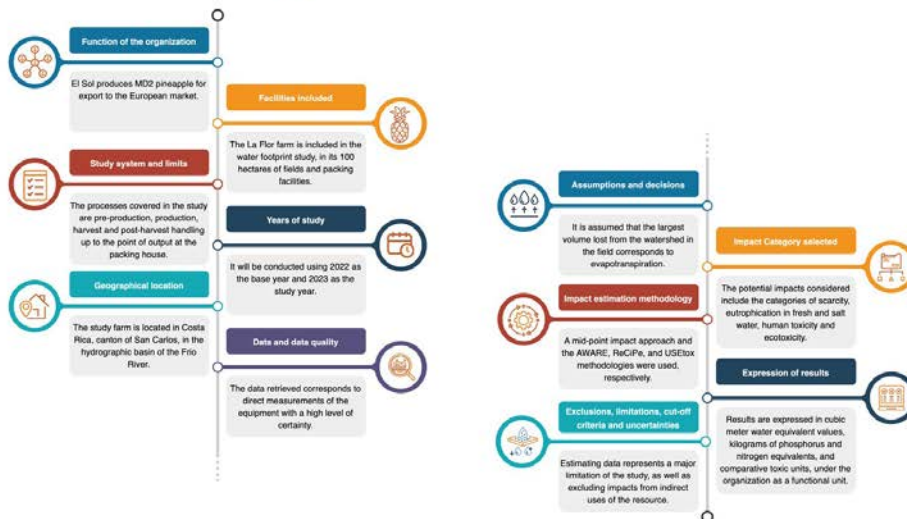 Function of the organization
El Sol produces MD2 pineapple for
export to the European market.
Facilities included
The La Flor farm is included in the
water footprint study, in its 100
hectares of fields and packing
facilities.
Study system and limits
The processes covered in the study
are pre-production, production,
harvest and post-harvest handling
up to the point of output at the
packing house.
Years of study
It will be conducted using 2022 as
the base year and 2023 as the
study year.
Geographical location
The study farm is located in Costa
Rica, canton of San Carlos, in the
hydrographic basin of the Frío
River.
Data and data quality
The data retrieved corresponds to
direct measurements of the
equipment with a high level of
certainty.
Assumptions and decisions
It is assumed that the largest
volume lost from the watershed in
the field corresponds to
evapotranspiration.
Impact Category selected
The potential impacts considered
include the categories of scarcity,
eutrophication in fresh and salt
water, human toxicity and
ecotoxicity.
Impact estimation methodology
A mid-point impact approach and
the AWARE, ReCiPe, and USEtox
methodologies were used,
respectively.
Expression of results
Results are expressed in cubic
meter water equivalent values,
kilograms of phosphorus and
nitrogen equivalents, and
comparative toxic units, under the
organization as a functional unit.
Exclusions, limitations, cut-off
criteria and uncertainties
Estimating data represents a major
limitation of the study, as well as
excluding impacts from indirect
uses of the resource.